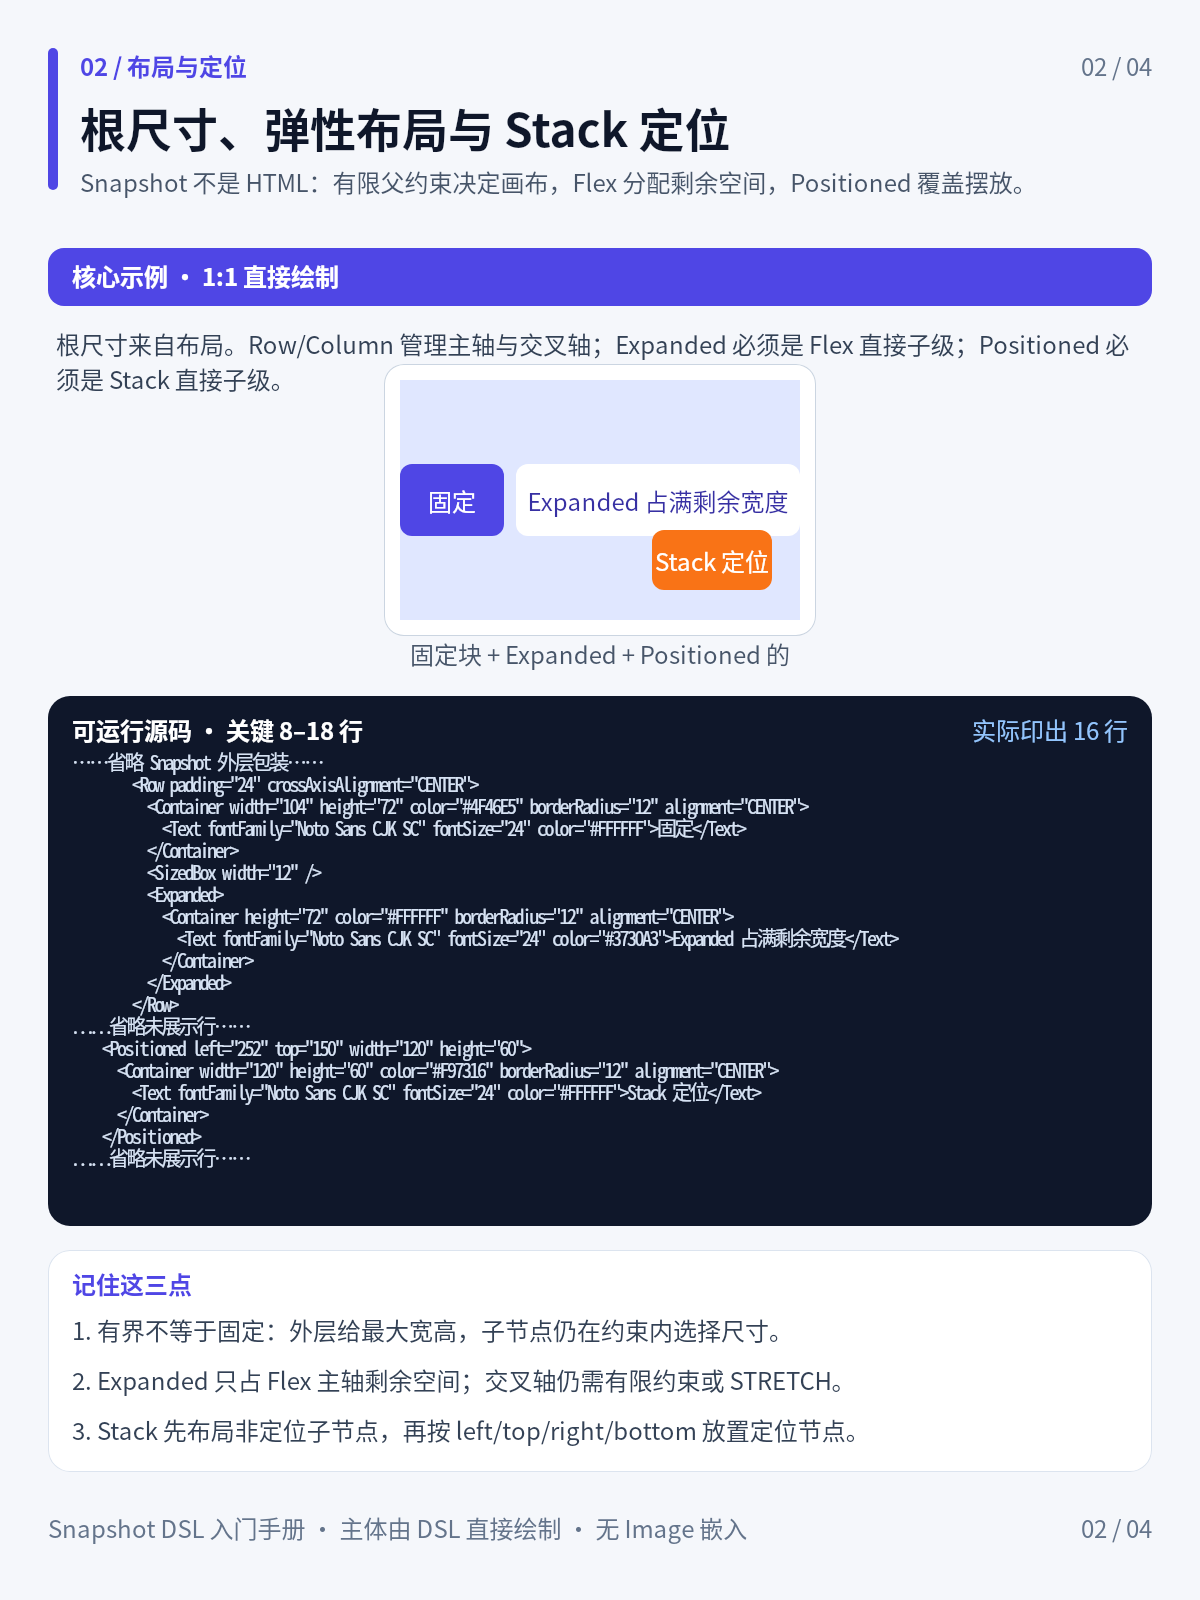 02 / 布局与定位
02 / 04
根尺寸、弹性布局与 Stack 定位
Snapshot 不是 HTML：有限父约束决定画布，Flex 分配剩余空间，Positioned 覆盖摆放。
核心示例 · 1:1 直接绘制
根尺寸来自布局。Row/Column 管理主轴与交叉轴；Expanded 必须是 Flex 直接子级；Positioned 必
须是 Stack 直接子级。
固定
Expanded 占满剩余宽度
Stack 定位
固定块 + Expanded + Positioned 的
可运行源码 · 关键 8–18 行
实际印出 16 行
……省略 Snapshot 外层包装……
<Row padding="24" crossAxisAlignment="CENTER">
<Container width="104" height="72" color="#4F46E5" borderRadius="12" alignment="CENTER">
<Text fontFamily="Noto Sans CJK SC" fontSize="24" color="#FFFFFF">固定</Text>
</Container>
<SizedBox width="12" />
<Expanded>
<Container height="72" color="#FFFFFF" borderRadius="12" alignment="CENTER">
<Text fontFamily="Noto Sans CJK SC" fontSize="24" color="#3730A3">Expanded 占满剩余宽度</Text>
</Container>
</Expanded>
</Row>
……省略未展示行……
<Positioned left="252" top="150" width="120" height="60">
<Container width="120" height="60" color="#F97316" borderRadius="12" alignment="CENTER">
<Text fontFamily="Noto Sans CJK SC" fontSize="24" color="#FFFFFF">Stack 定位</Text>
</Container>
</Positioned>
……省略未展示行……
记住这三点
1. 有界不等于固定：外层给最大宽高，子节点仍在约束内选择尺寸。
2. Expanded 只占 Flex 主轴剩余空间；交叉轴仍需有限约束或 STRETCH。
3. Stack 先布局非定位子节点，再按 left/top/right/bottom 放置定位节点。
Snapshot DSL 入门手册 · 主体由 DSL 直接绘制 · 无 Image 嵌入
02 / 04